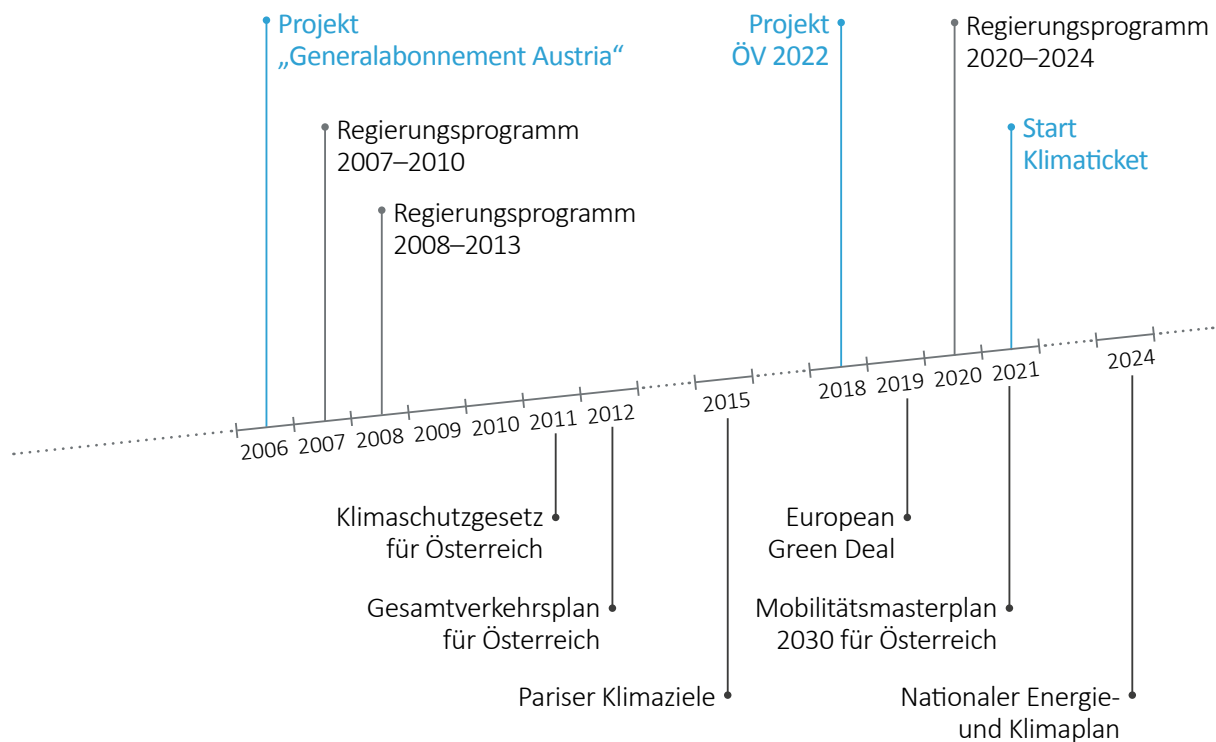 Projekt
„Generalabonnement Austria“
Projekt
ÖV 2022
Regierungsprogramm
2020–2024
Regierungsprogramm
2007–2010
Start
Klimaticket
Regierungsprogramm
2008–2013
2006 2007 2008 2009 2010 2011 2012 2015 2018 2019 2020 2021 2024
Klimaschutzgesetz
für Österreich
European
Green Deal
Gesamtverkehrsplan
für Österreich
Mobilitätsmasterplan
2030 für Österreich
Pariser Klimaziele
Nationaler Energie-
und Klimaplan